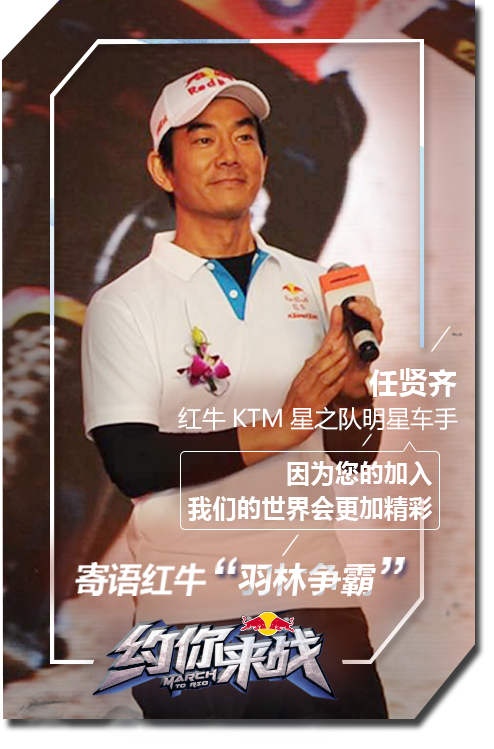 Red Bull
任贤齐
红牛 KTM 星之队明星车手
因为您的加入
我们的世界会更加精彩
寄语红牛“羽林争霸”
约你来战
MARCH
TO RIO